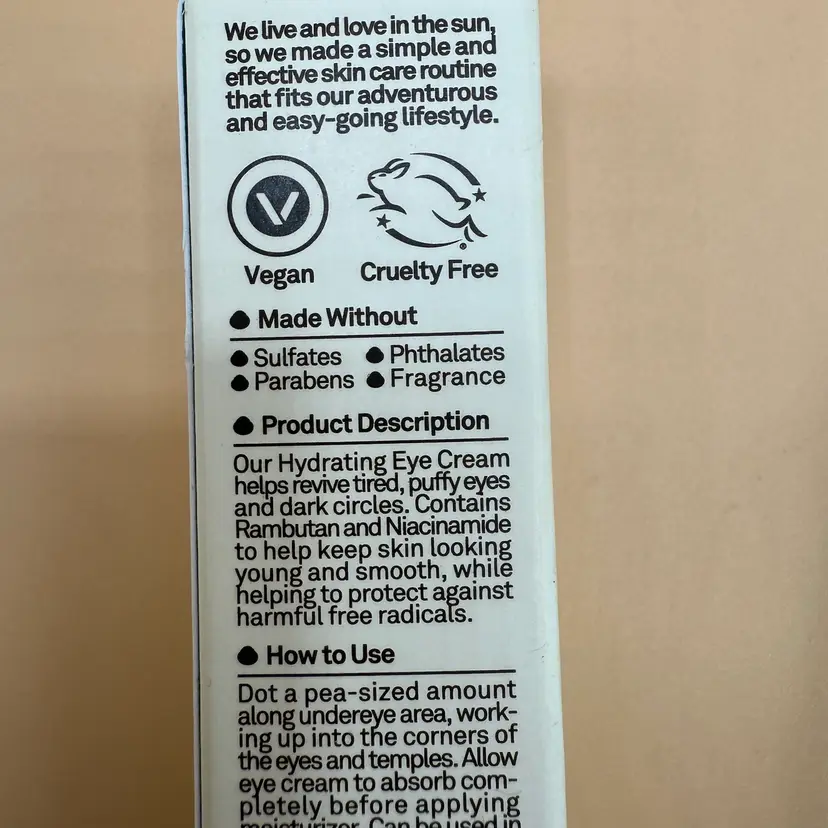 We live and love in the sun,
so we made a simple and
effective skin care routine
that fits our adventurous
and easy-going lifestyle.
V
Vegan
Cruelty Free
Made Without
Sulfates
Phthalates
Parabens
Fragrance
Product Description
Our Hydrating Eye Cream
helps revive tired, puffy eyes
and dark circles. Contains
Rambutan and Niacinamide
to help keep skin looking
young and smooth, while
helping to protect against
harmful free radicals.
How to Use
Dot a pea-sized amount
along undereye area, work-
ing up into the corners of
the eyes and temples. Allow
eye cream to absorb com-
pletely before applying
moisturizer. Can be used in